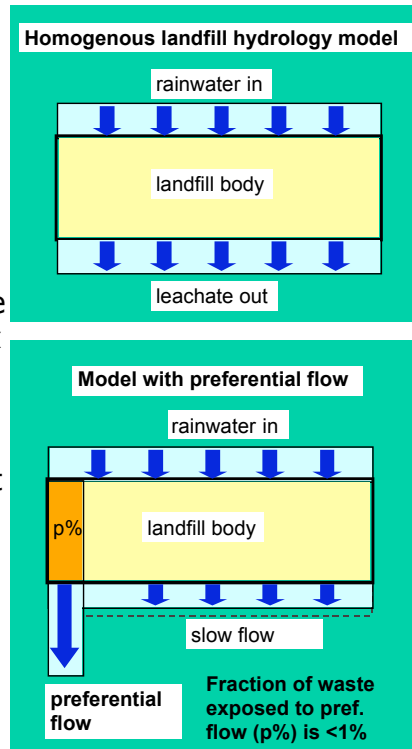 Homogenous landfill hydrology model
rainwater in
landfill body
leachate out
e
Model with preferential flow
rainwater in
p%
landfill body
slow flow
preferential
flow
Fraction of waste
exposed to pref.
flow (p%) is <1%